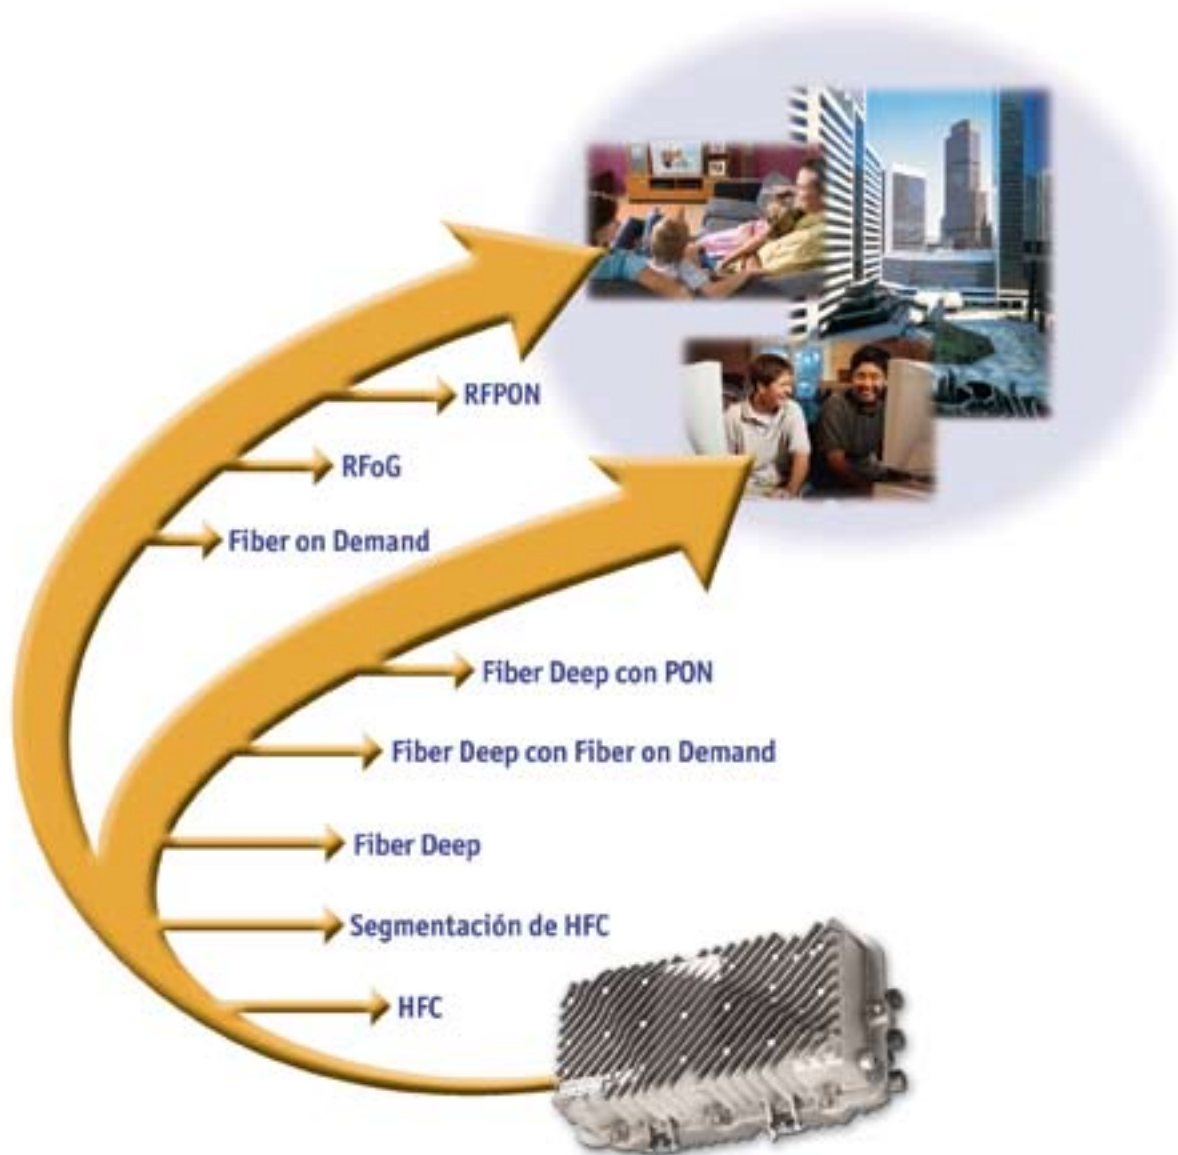 RFPON
RFoG
Fiber on Demand
Fiber Deep con PON
Fiber Deep con Fiber on Demand
Fiber Deep
Segmentación de HFC
HFC